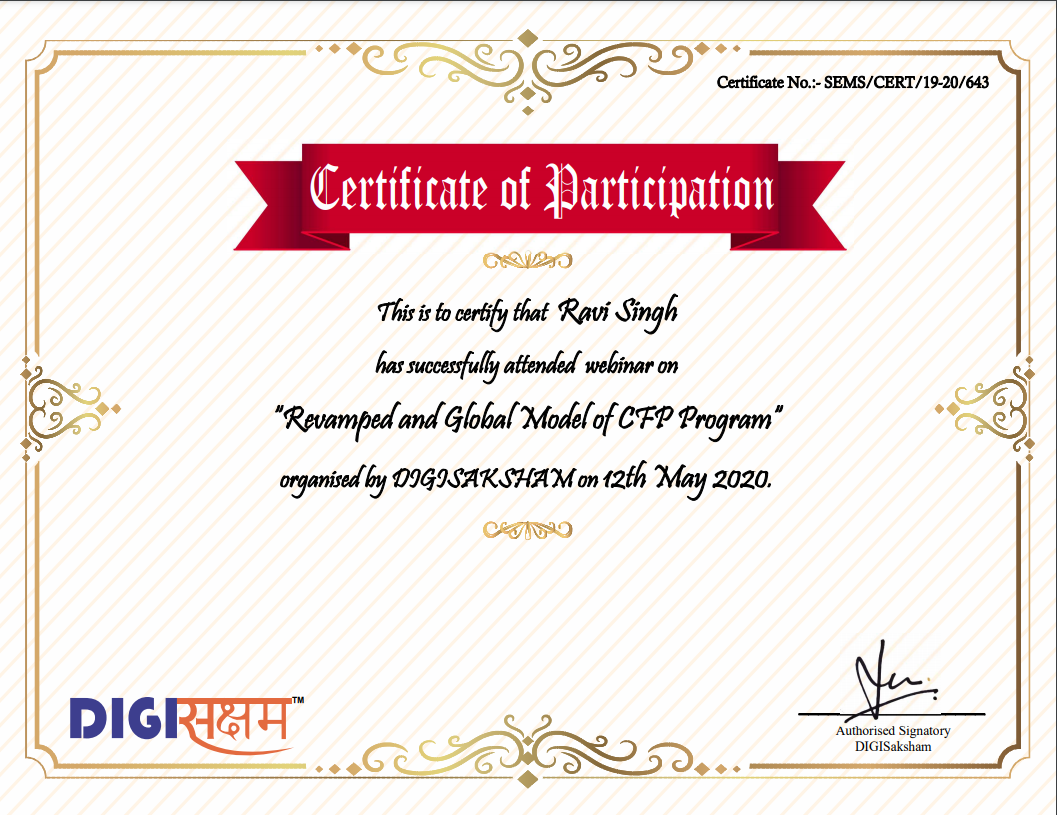 Certificate No.:- SEMS/CERT/19-20/643
Certificate of Participation
This is to certify that Ravi Singh
has successfully attended webinar on
"Revamped and Global Model of CFP Program"
organised by DIGISAKSHAM on 12th May 2020.
DIGIसक्षम™
Authorised Signatory
DIGISaksham